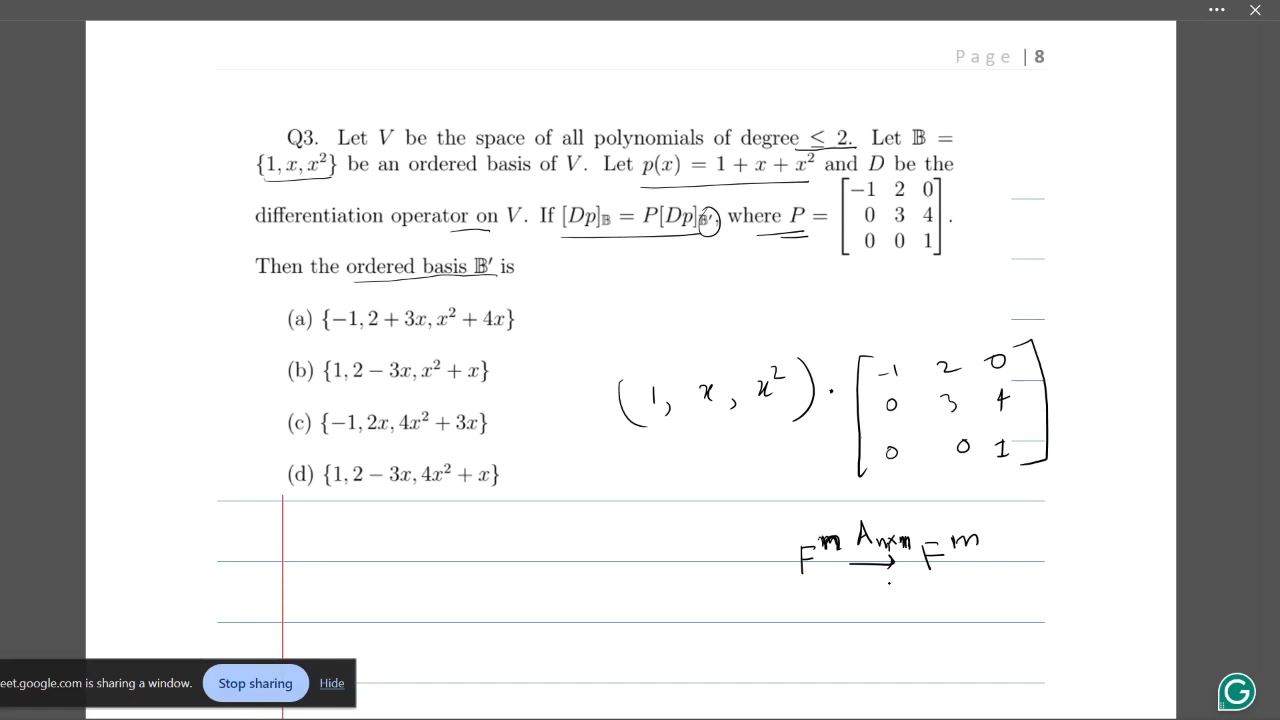 Page | 8
Q3. Let V be the space of all polynomials of degree ≤ 2. Let 𝔹 =
{1, x, x²} be an ordered basis of V. Let p(x) = 1 + x + x² and D be the
differentiation operator on V. If [Dp]𝔹 = P[Dp]𝔹′, where P = [−1 2 0
0 3 4
0 0 1].
Then the ordered basis 𝔹′ is
(a) {−1, 2 + 3x, x² + 4x}
(b) {1, 2 − 3x, x² + x}
(c) {−1, 2x, 4x² + 3x}
(d) {1, 2 − 3x, 4x² + x}
(1, x, x²) · [-1 2 0
0 3 4
0 0 1]
Fᵐ Aₙₓₘ → Fᵐ
eet.google.com is sharing a window. Stop sharing Hide
G